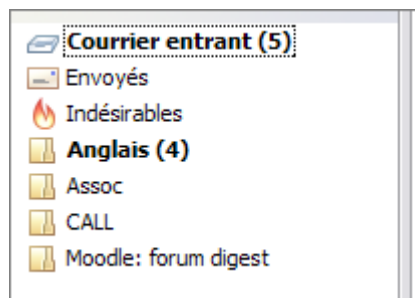 Courrier entrant (5)
Envoyés
Indésirables
Anglais (4)
Assoc
CALL
Moodle: forum digest